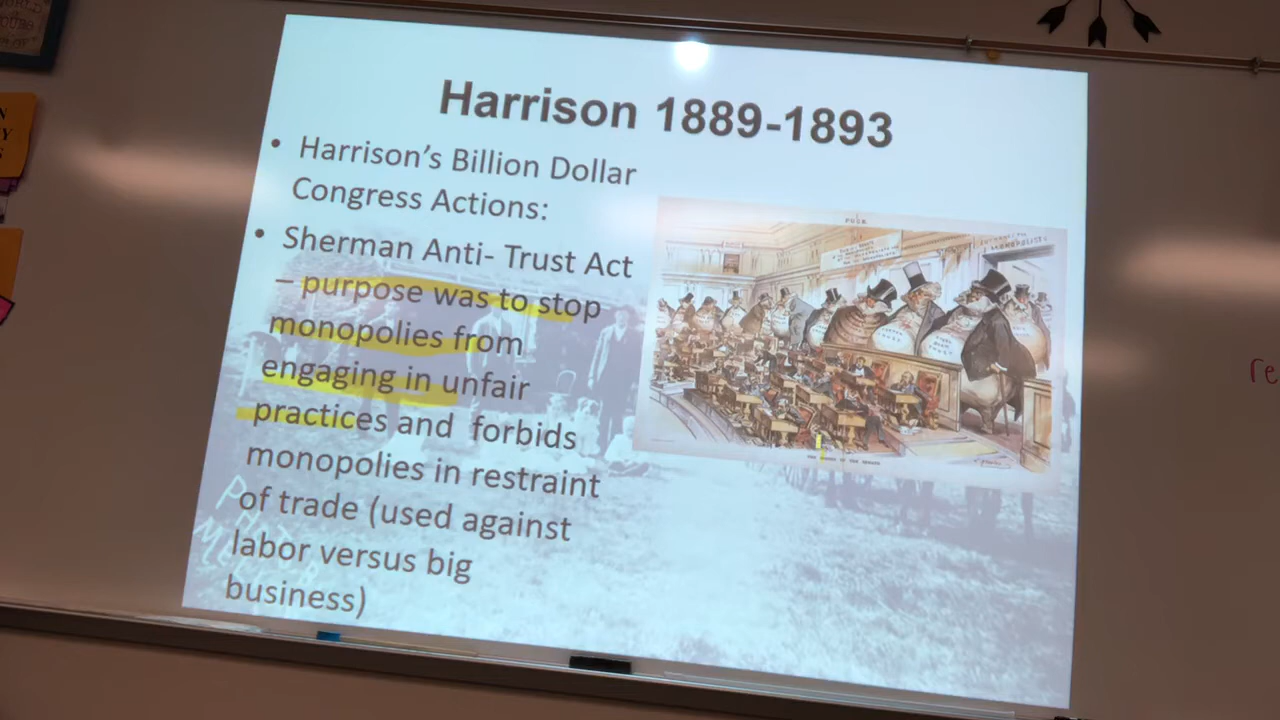 Harrison 1889-1893
• Harrison's Billion Dollar
Congress Actions:
• Sherman Anti- Trust Act
– purpose was to stop
monopolies from
engaging in unfair
practices and forbids
monopolies in restraint
of trade (used against
labor versus big
business)
PUCK